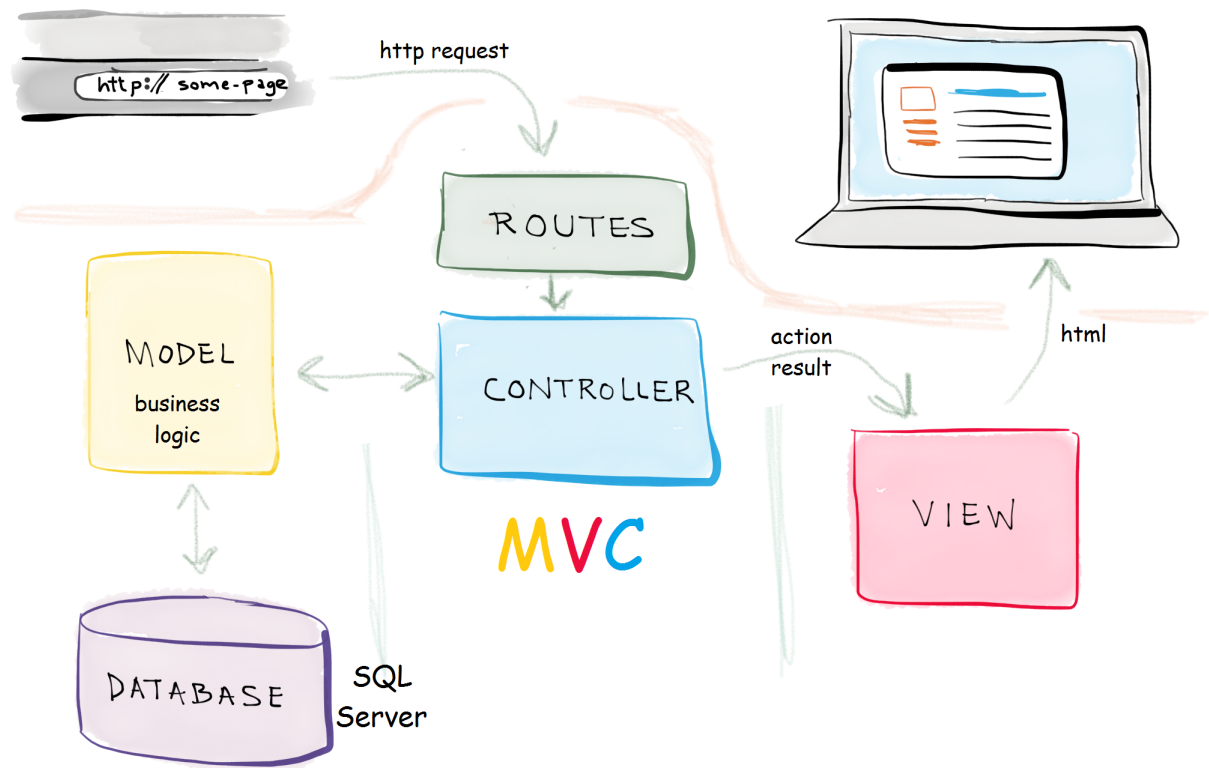 http request
http:// some-page
ROUTES
MODEL
business
logic
CONTROLLER
action
result
html
VIEW
MVC
DATABASE
SQL
Server